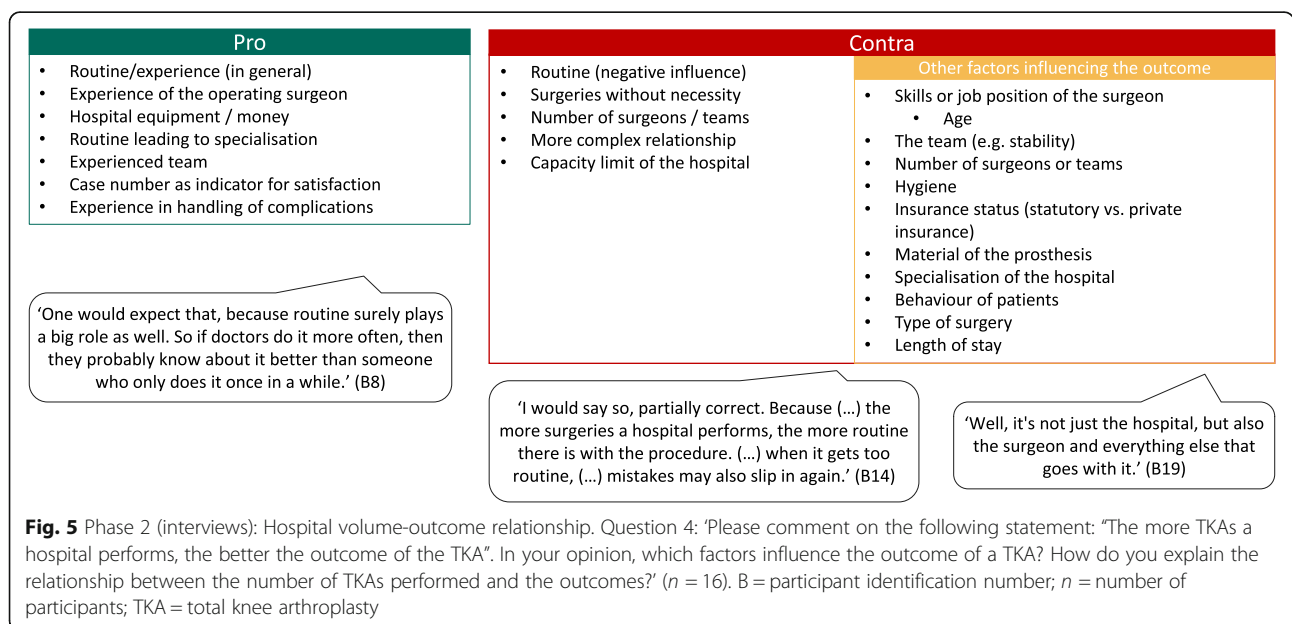 Pro
• Routine/experience (in general)
• Experience of the operating surgeon
• Hospital equipment / money
• Routine leading to specialisation
• Experienced team
• Case number as indicator for satisfaction
• Experience in handling of complications
Contra
• Routine (negative influence)
• Surgeries without necessity
• Number of surgeons / teams
• More complex relationship
• Capacity limit of the hospital
Other factors influencing the outcome
• Skills or job position of the surgeon
• Age
• The team (e.g. stability)
• Number of surgeons or teams
• Hygiene
• Insurance status (statutory vs. private
insurance)
• Material of the prosthesis
• Specialisation of the hospital
• Behaviour of patients
• Type of surgery
• Length of stay
‘One would expect that, because routine surely plays
a big role as well. So if doctors do it more often, then
they probably know about it better than someone
who only does it once in a while.’ (B8)
‘I would say so, partially correct. Because (…) the
more surgeries a hospital performs, the more routine
there is with the procedure. (…) when it gets too
routine, (…) mistakes may also slip in again.’ (B14)
‘Well, it's not just the hospital, but also
the surgeon and everything else that
goes with it.’ (B19)
Fig. 5 Phase 2 (interviews): Hospital volume-outcome relationship. Question 4: ‘Please comment on the following statement: “The more TKAs a
hospital performs, the better the outcome of the TKA”. In your opinion, which factors influence the outcome of a TKA? How do you explain the
relationship between the number of TKAs performed and the outcomes?’ (n = 16). B = participant identification number; n = number of
participants; TKA = total knee arthroplasty